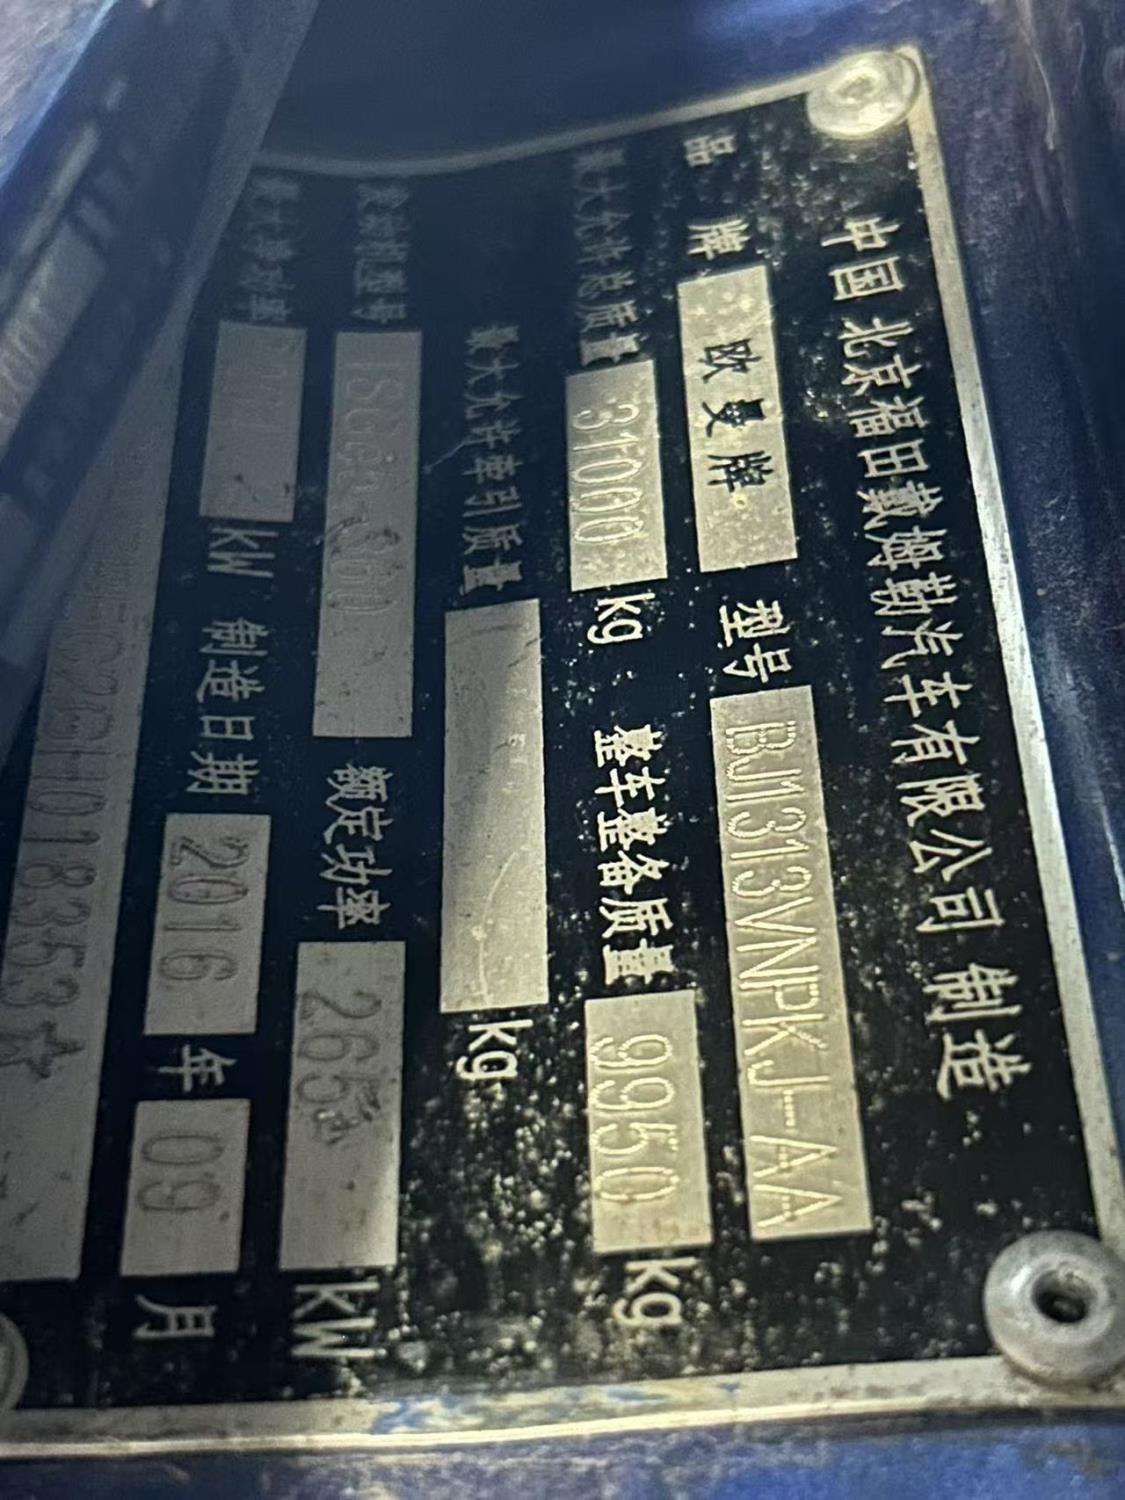 中国 北京福田戴姆勒汽车有限公司 制造
品牌 欧曼牌 型号 BJ1313VNPKJ-AA
最大允许总质量 31000 kg 整车整备质量 9950 kg
最大允许牵引质量 kg
发动机型号 额定功率 265 kW
最大净功率 kW 制造日期 2016 年 09 月
G1018353☆